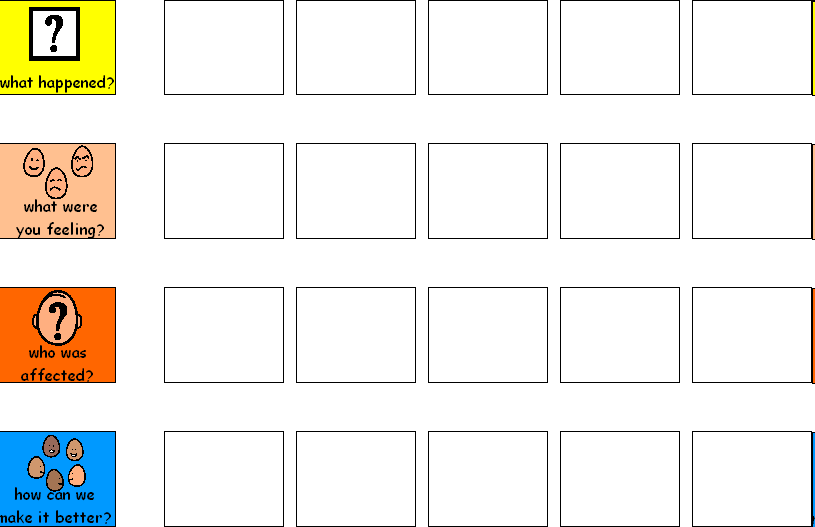 ?
what happened?
what were
you feeling?
?
who was
affected?
how can we
make it better?